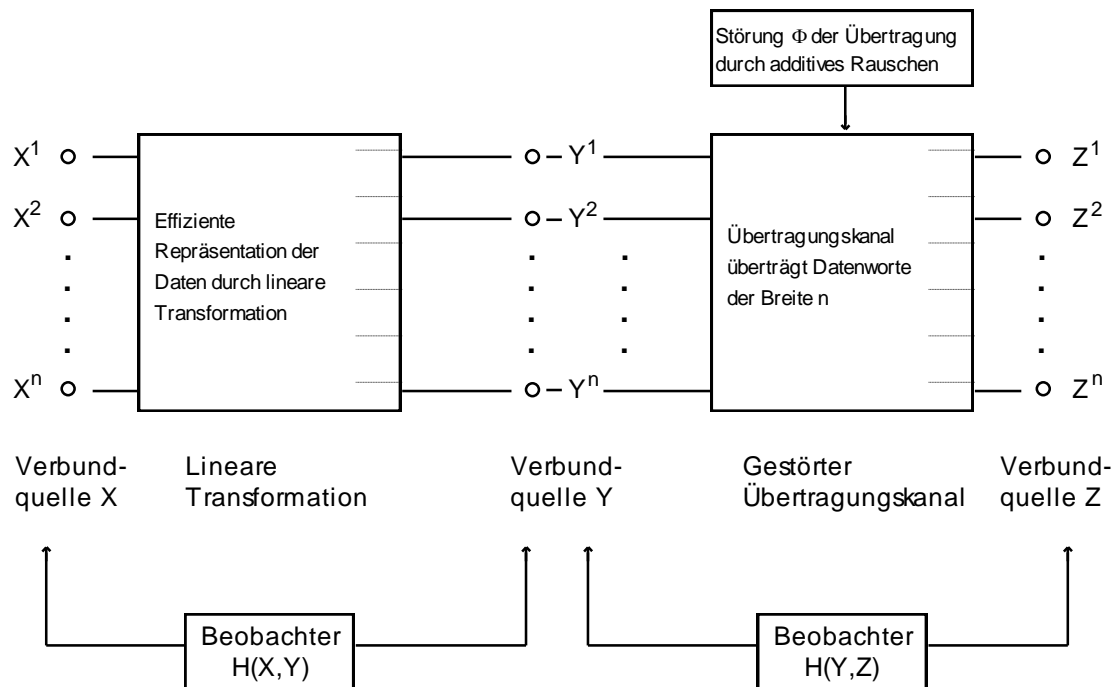 Störung Φ der Übertragung
durch additives Rauschen
X¹
X²
Xⁿ
Effiziente
Repräsentation der
Daten durch lineare
Transformation
Y¹
Y²
Yⁿ
Übertragungskanal
überträgt Datenworte
der Breite n
Z¹
Z²
Zⁿ
Verbund-
quelle X
Lineare
Transformation
Verbund-
quelle Y
Gestörter
Übertragungskanal
Verbund-
quelle Z
Beobachter
H(X,Y)
Beobachter
H(Y,Z)